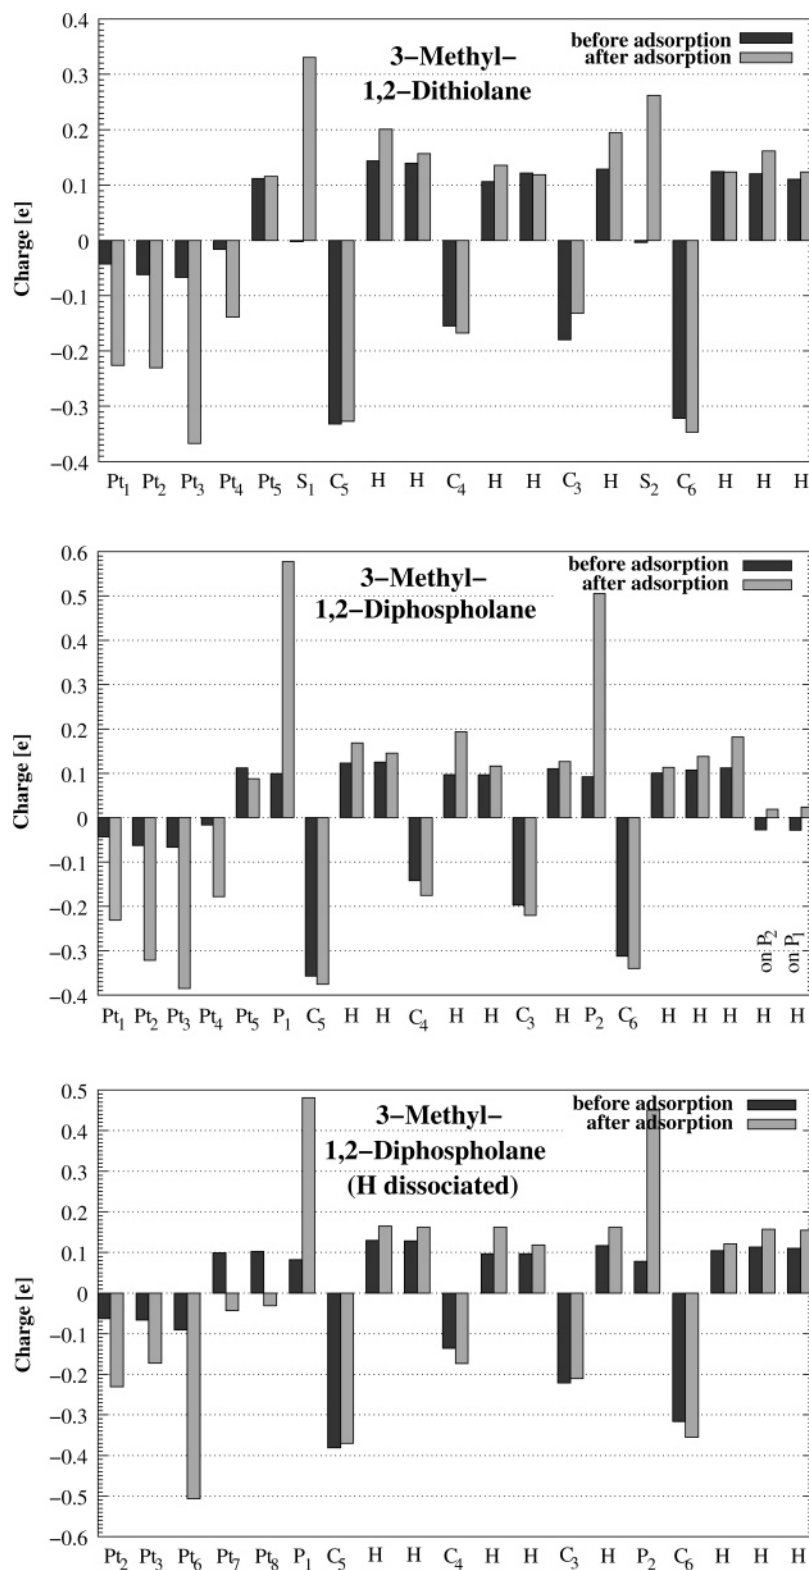 0.4
before adsorption
3−Methyl−
after adsorption
0.3
1,2−Dithiolane
0.2
0.1
Charge [e]
0
−0.1
−0.2
−0.3
−0.4
Pt1 Pt2 Pt3 Pt4 Pt5 S1 C5 H H C4 H H C3 H S2 C6 H H H
0.6
before adsorption
3−Methyl−
after adsorption
0.5
1,2−Diphospholane
0.4
0.3
0.2
Charge [e]
0.1
0
−0.1
−0.2
−0.3
on P2
on P1
−0.4
Pt1 Pt2 Pt3 Pt4 Pt5 P1 C5 H H C4 H H C3 H P2 C6 H H H H H
0.5
before adsorption
3−Methyl−
after adsorption
0.4
1,2−Diphospholane
(H dissociated)
0.3
0.2
0.1
Charge [e]
0
−0.1
−0.2
−0.3
−0.4
−0.5
−0.6
Pt2 Pt3 Pt6 Pt7 Pt8 P1 C5 H H C4 H H C3 H P2 C6 H H H